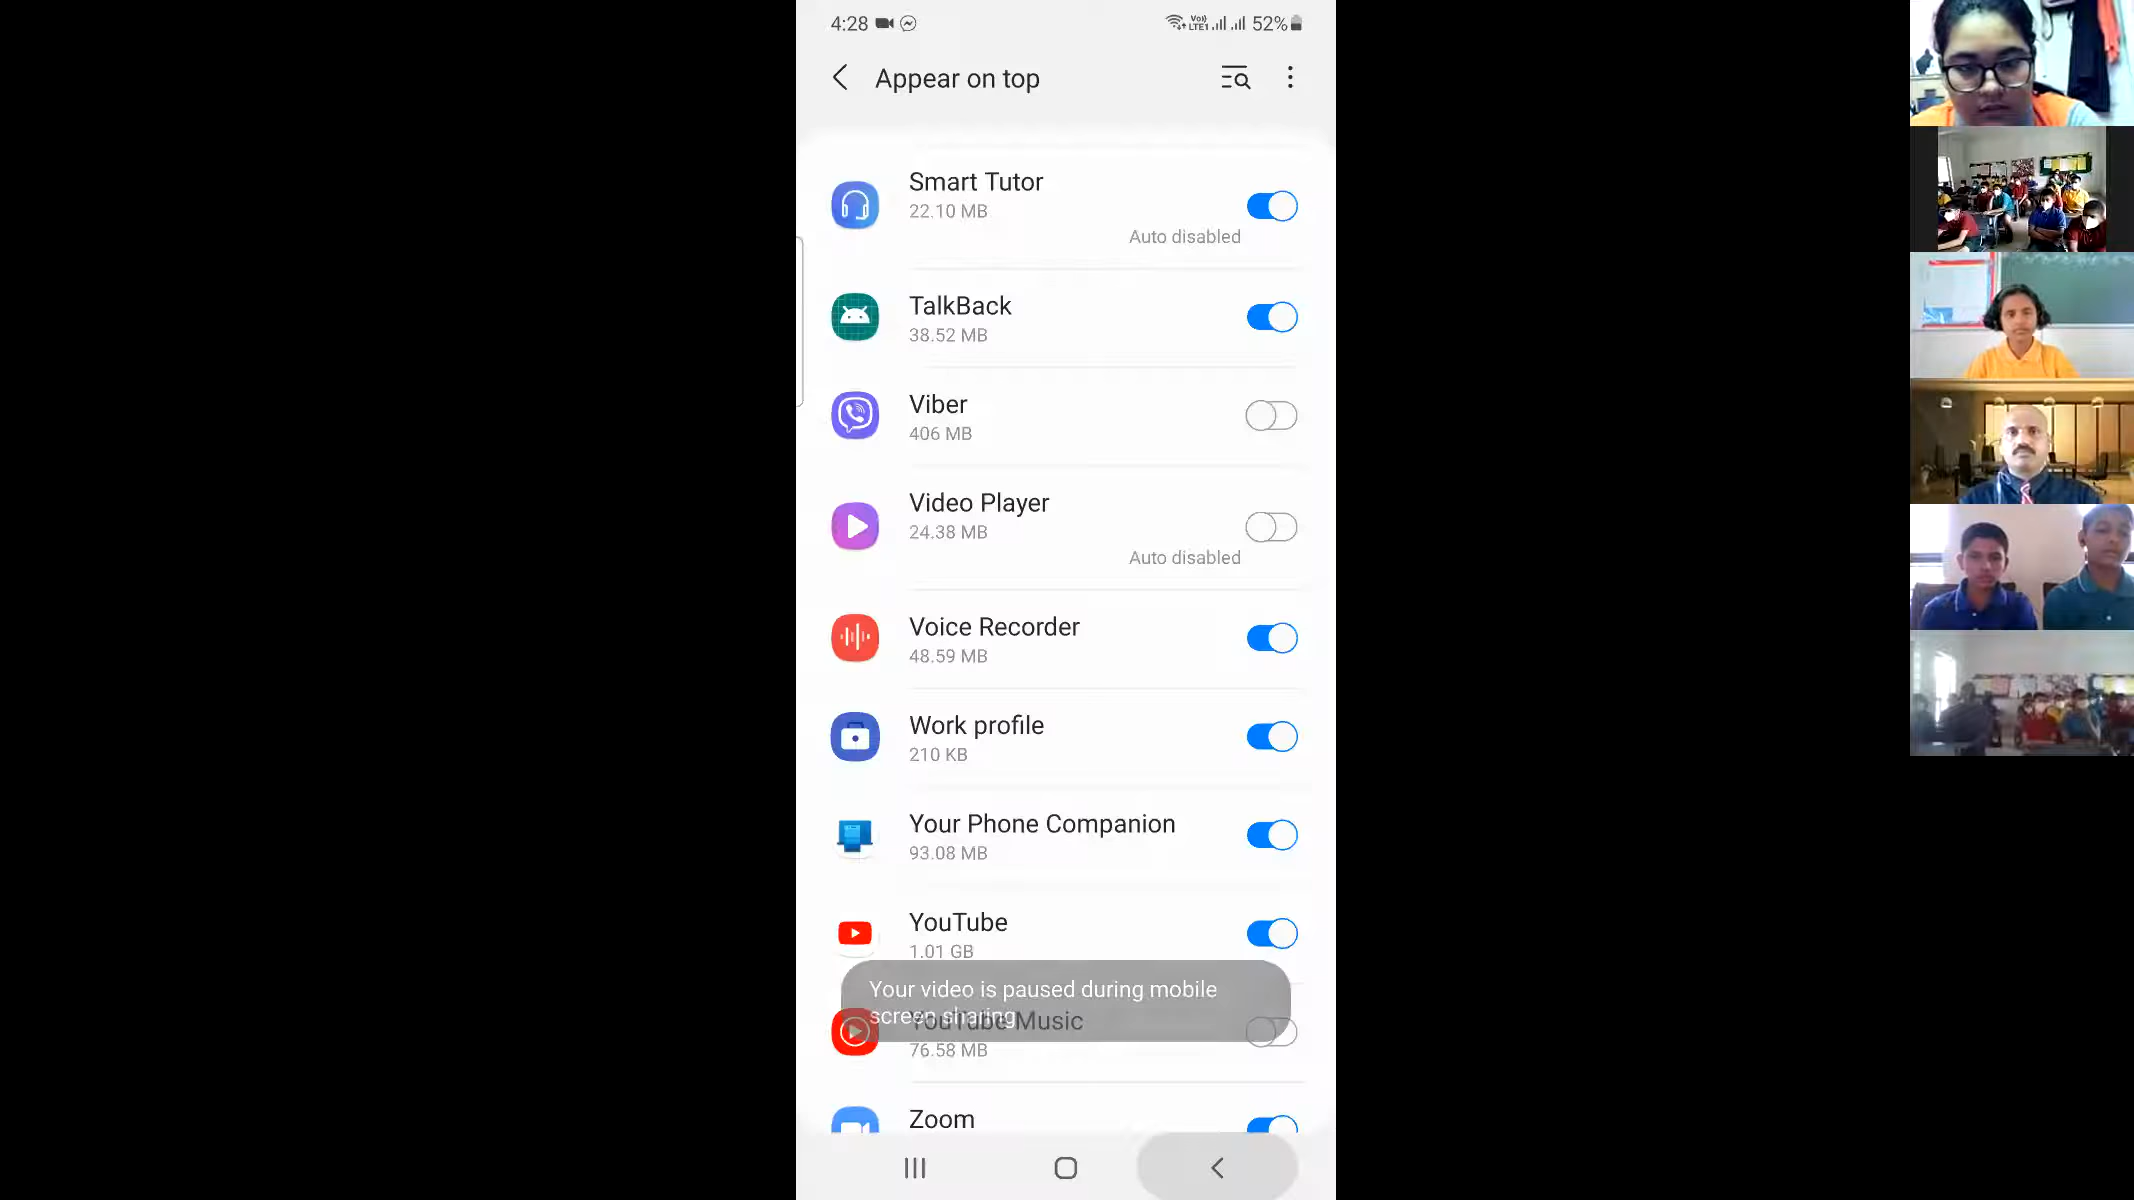 4:28
VoLTE1
52%
Appear on top
Smart Tutor
22.10 MB
Auto disabled
TalkBack
38.52 MB
Viber
406 MB
Video Player
24.38 MB
Auto disabled
Voice Recorder
48.59 MB
Work profile
210 KB
Your Phone Companion
93.08 MB
YouTube
1.01 GB
Your video is paused during mobile
screen sharing
YouTube Music
76.58 MB
Zoom